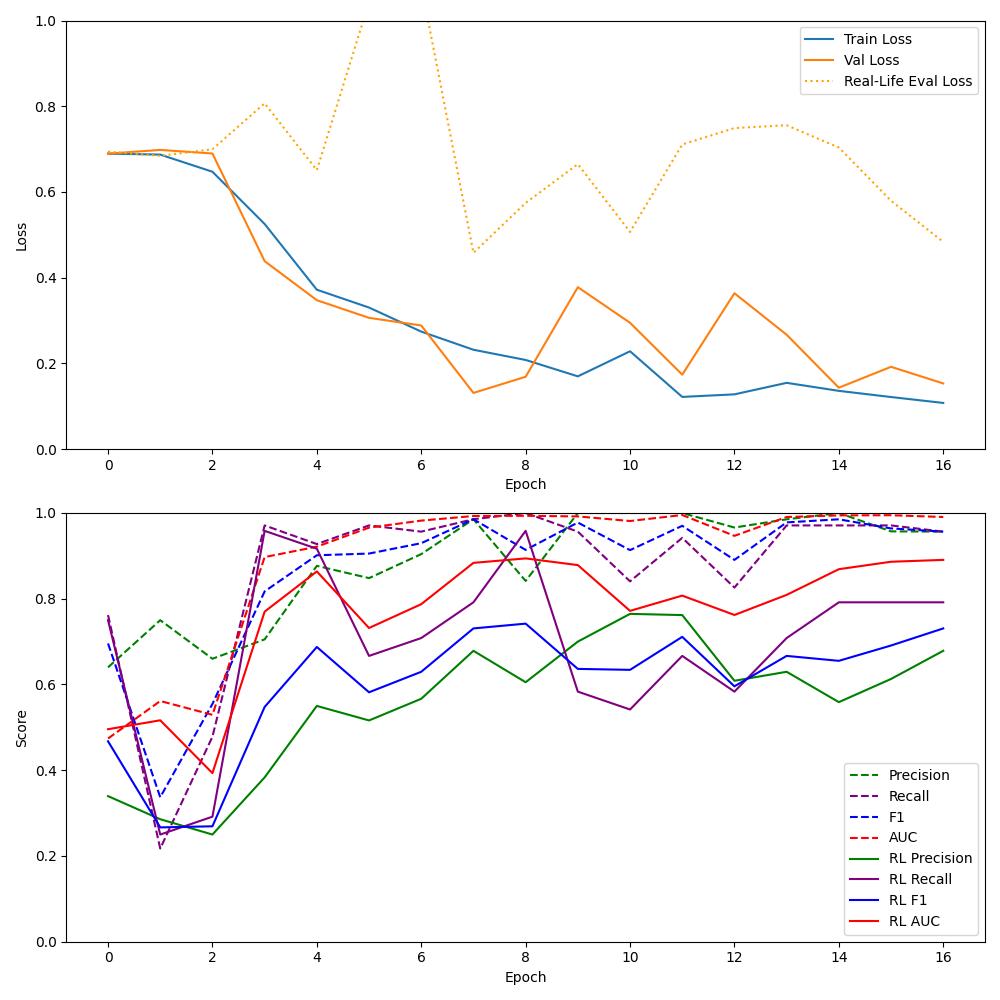 1.0
0.8
0.6
0.4
0.2
0.0
Loss
Train Loss
Val Loss
Real-Life Eval Loss
0 2 4 6 8 10 12 14 16
Epoch
1.0
0.8
0.6
0.4
0.2
0.0
Score
Precision
Recall
F1
AUC
RL Precision
RL Recall
RL F1
RL AUC
0 2 4 6 8 10 12 14 16
Epoch